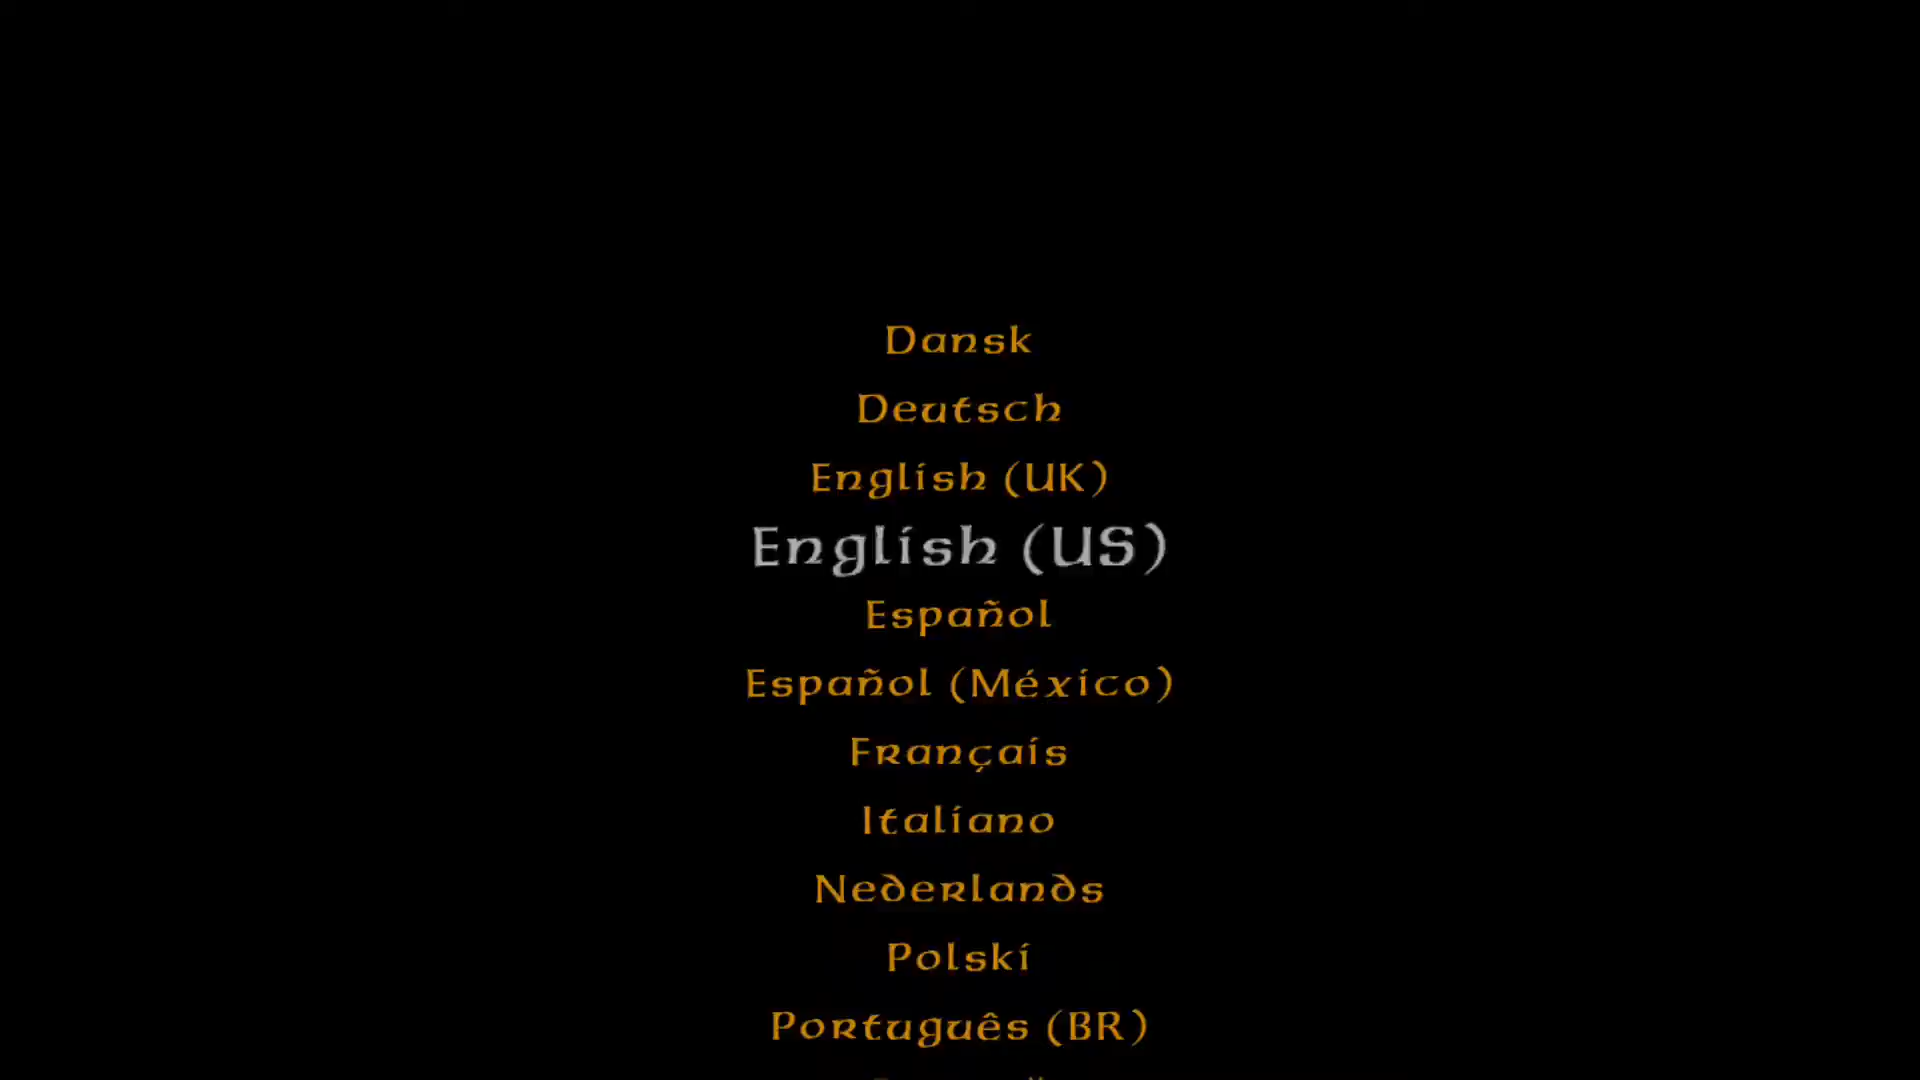 Dansk
Deutsch
English (UK)
English (US)
Español
Español (México)
Français
Italiano
Nederlands
Polski
Português (BR)